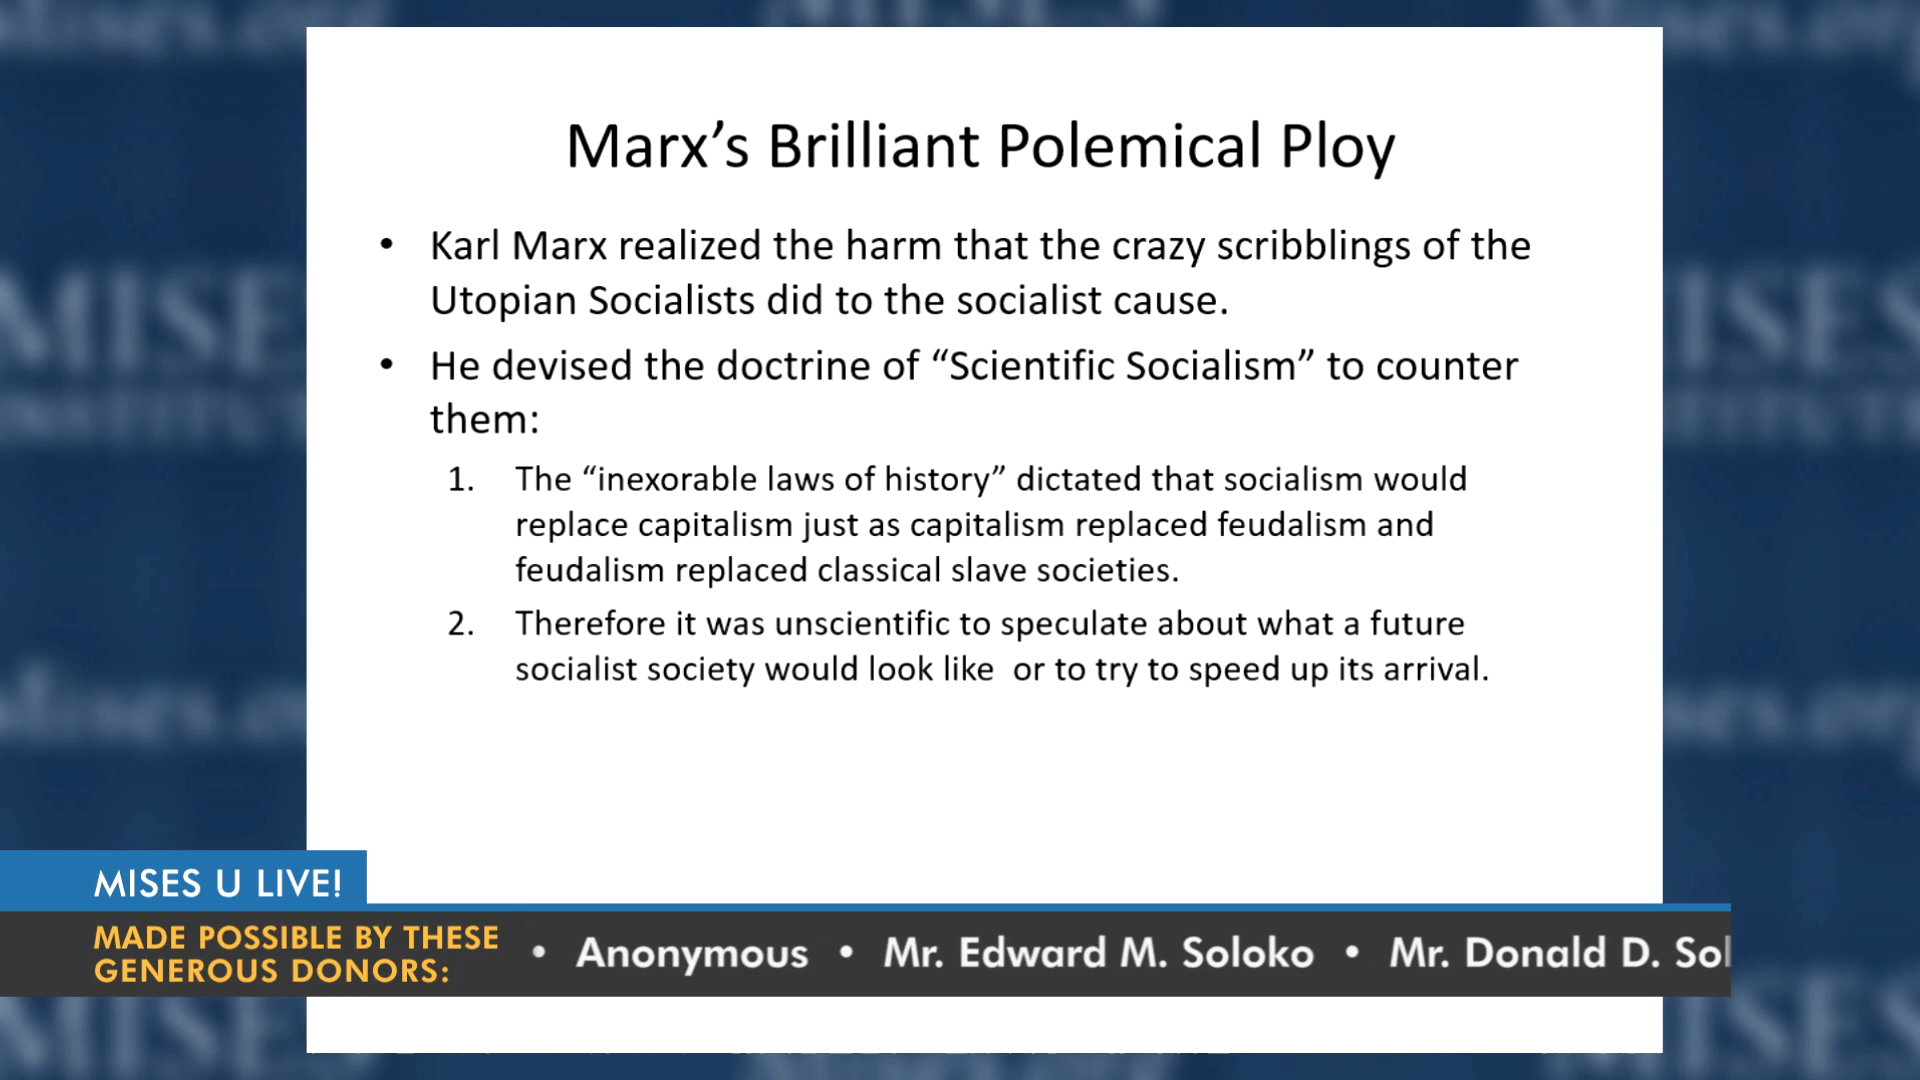 Marx’s Brilliant Polemical Ploy
• Karl Marx realized the harm that the crazy scribblings of the
Utopian Socialists did to the socialist cause.
• He devised the doctrine of “Scientific Socialism” to counter
them:
1. The “inexorable laws of history” dictated that socialism would
replace capitalism just as capitalism replaced feudalism and
feudalism replaced classical slave societies.
2. Therefore it was unscientific to speculate about what a future
socialist society would look like  or to try to speed up its arrival.
MISES U LIVE!
MADE POSSIBLE BY THESE
GENEROUS DONORS:
• Anonymous • Mr. Edward M. Soloko • Mr. Donald D. Sol